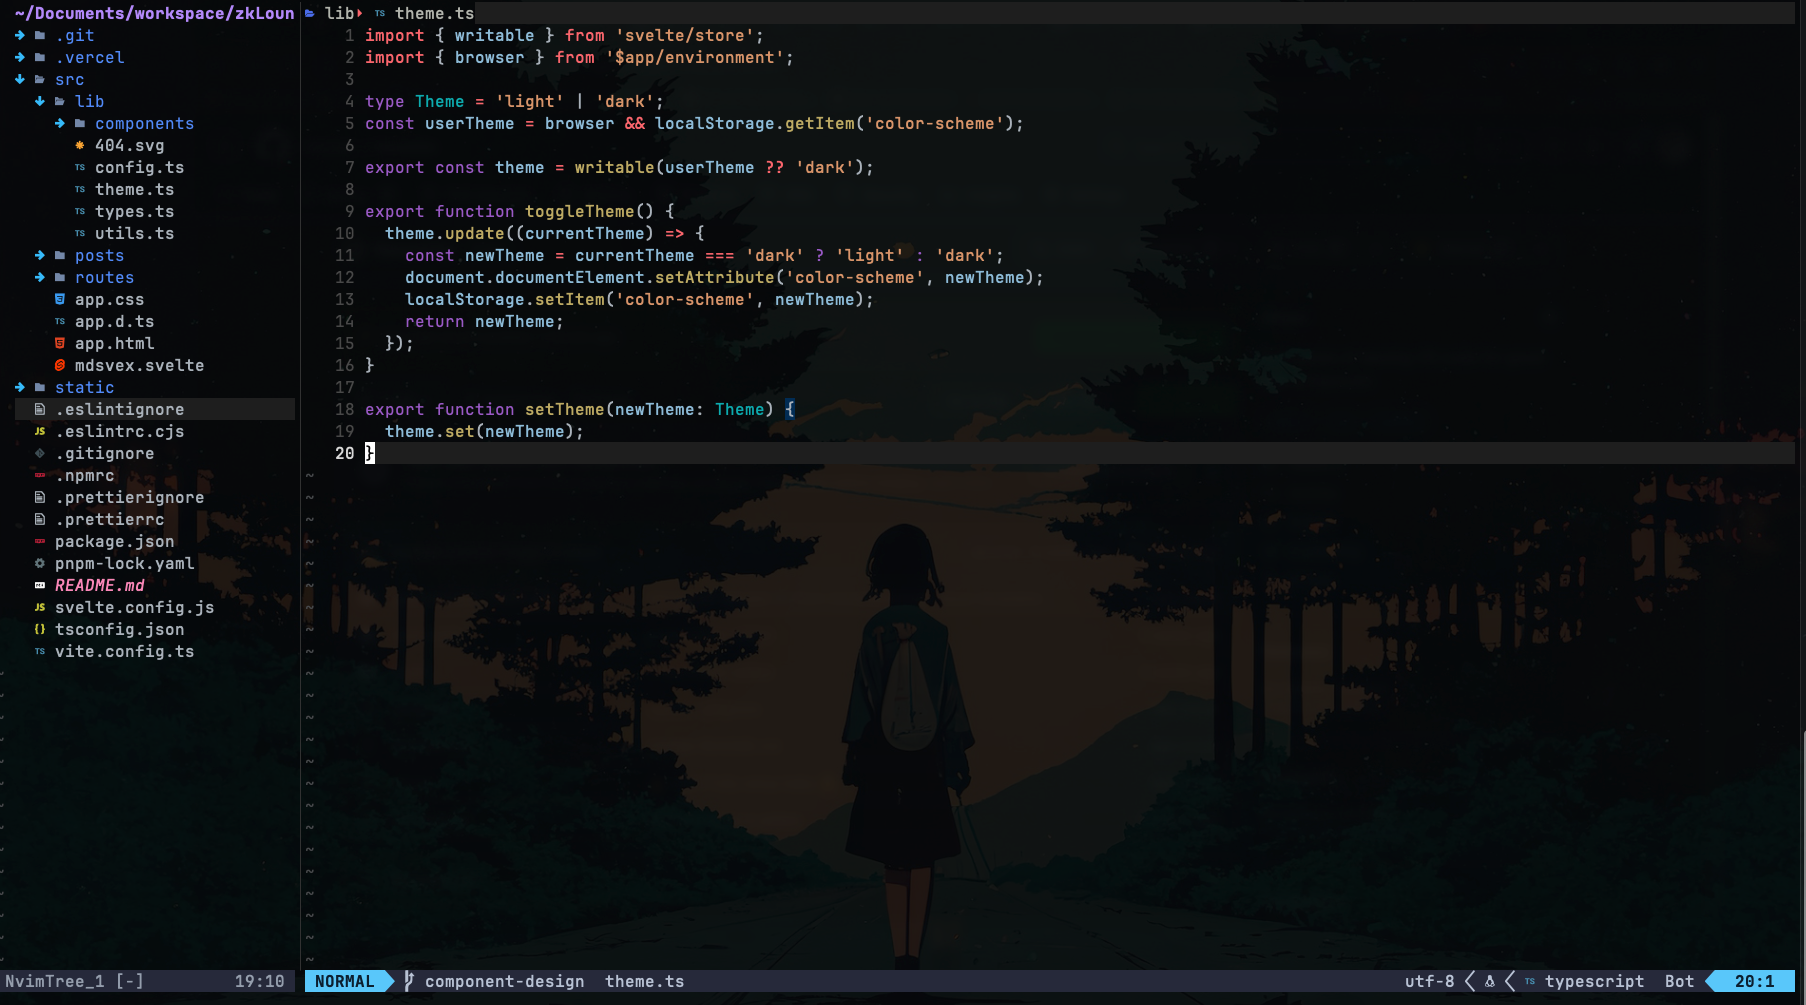 ~/Documents/workspace/zkLoun
.git
.vercel
src
lib
components
404.svg
config.ts
theme.ts
types.ts
utils.ts
posts
routes
app.css
app.d.ts
app.html
mdsvex.svelte
static
.eslintignore
.eslintrc.cjs
.gitignore
.npmrc
.prettierignore
.prettierrc
package.json
pnpm-lock.yaml
README.md
svelte.config.js
tsconfig.json
vite.config.ts
NvimTree_1 [-] 19:10
lib TS theme.ts
1 import { writable } from 'svelte/store';
2 import { browser } from '$app/environment';
3
4 type Theme = 'light' | 'dark';
5 const userTheme = browser && localStorage.getItem('color-scheme');
6
7 export const theme = writable(userTheme ?? 'dark');
8
9 export function toggleTheme() {
10 theme.update((currentTheme) => {
11 const newTheme = currentTheme === 'dark' ? 'light' : 'dark';
12 document.documentElement.setAttribute('color-scheme', newTheme);
13 localStorage.setItem('color-scheme', newTheme);
14 return newTheme;
15 });
16 }
17
18 export function setTheme(newTheme: Theme) {
19 theme.set(newTheme);
20 }
NORMAL component-design theme.ts utf-8 TS typescript Bot 20:1